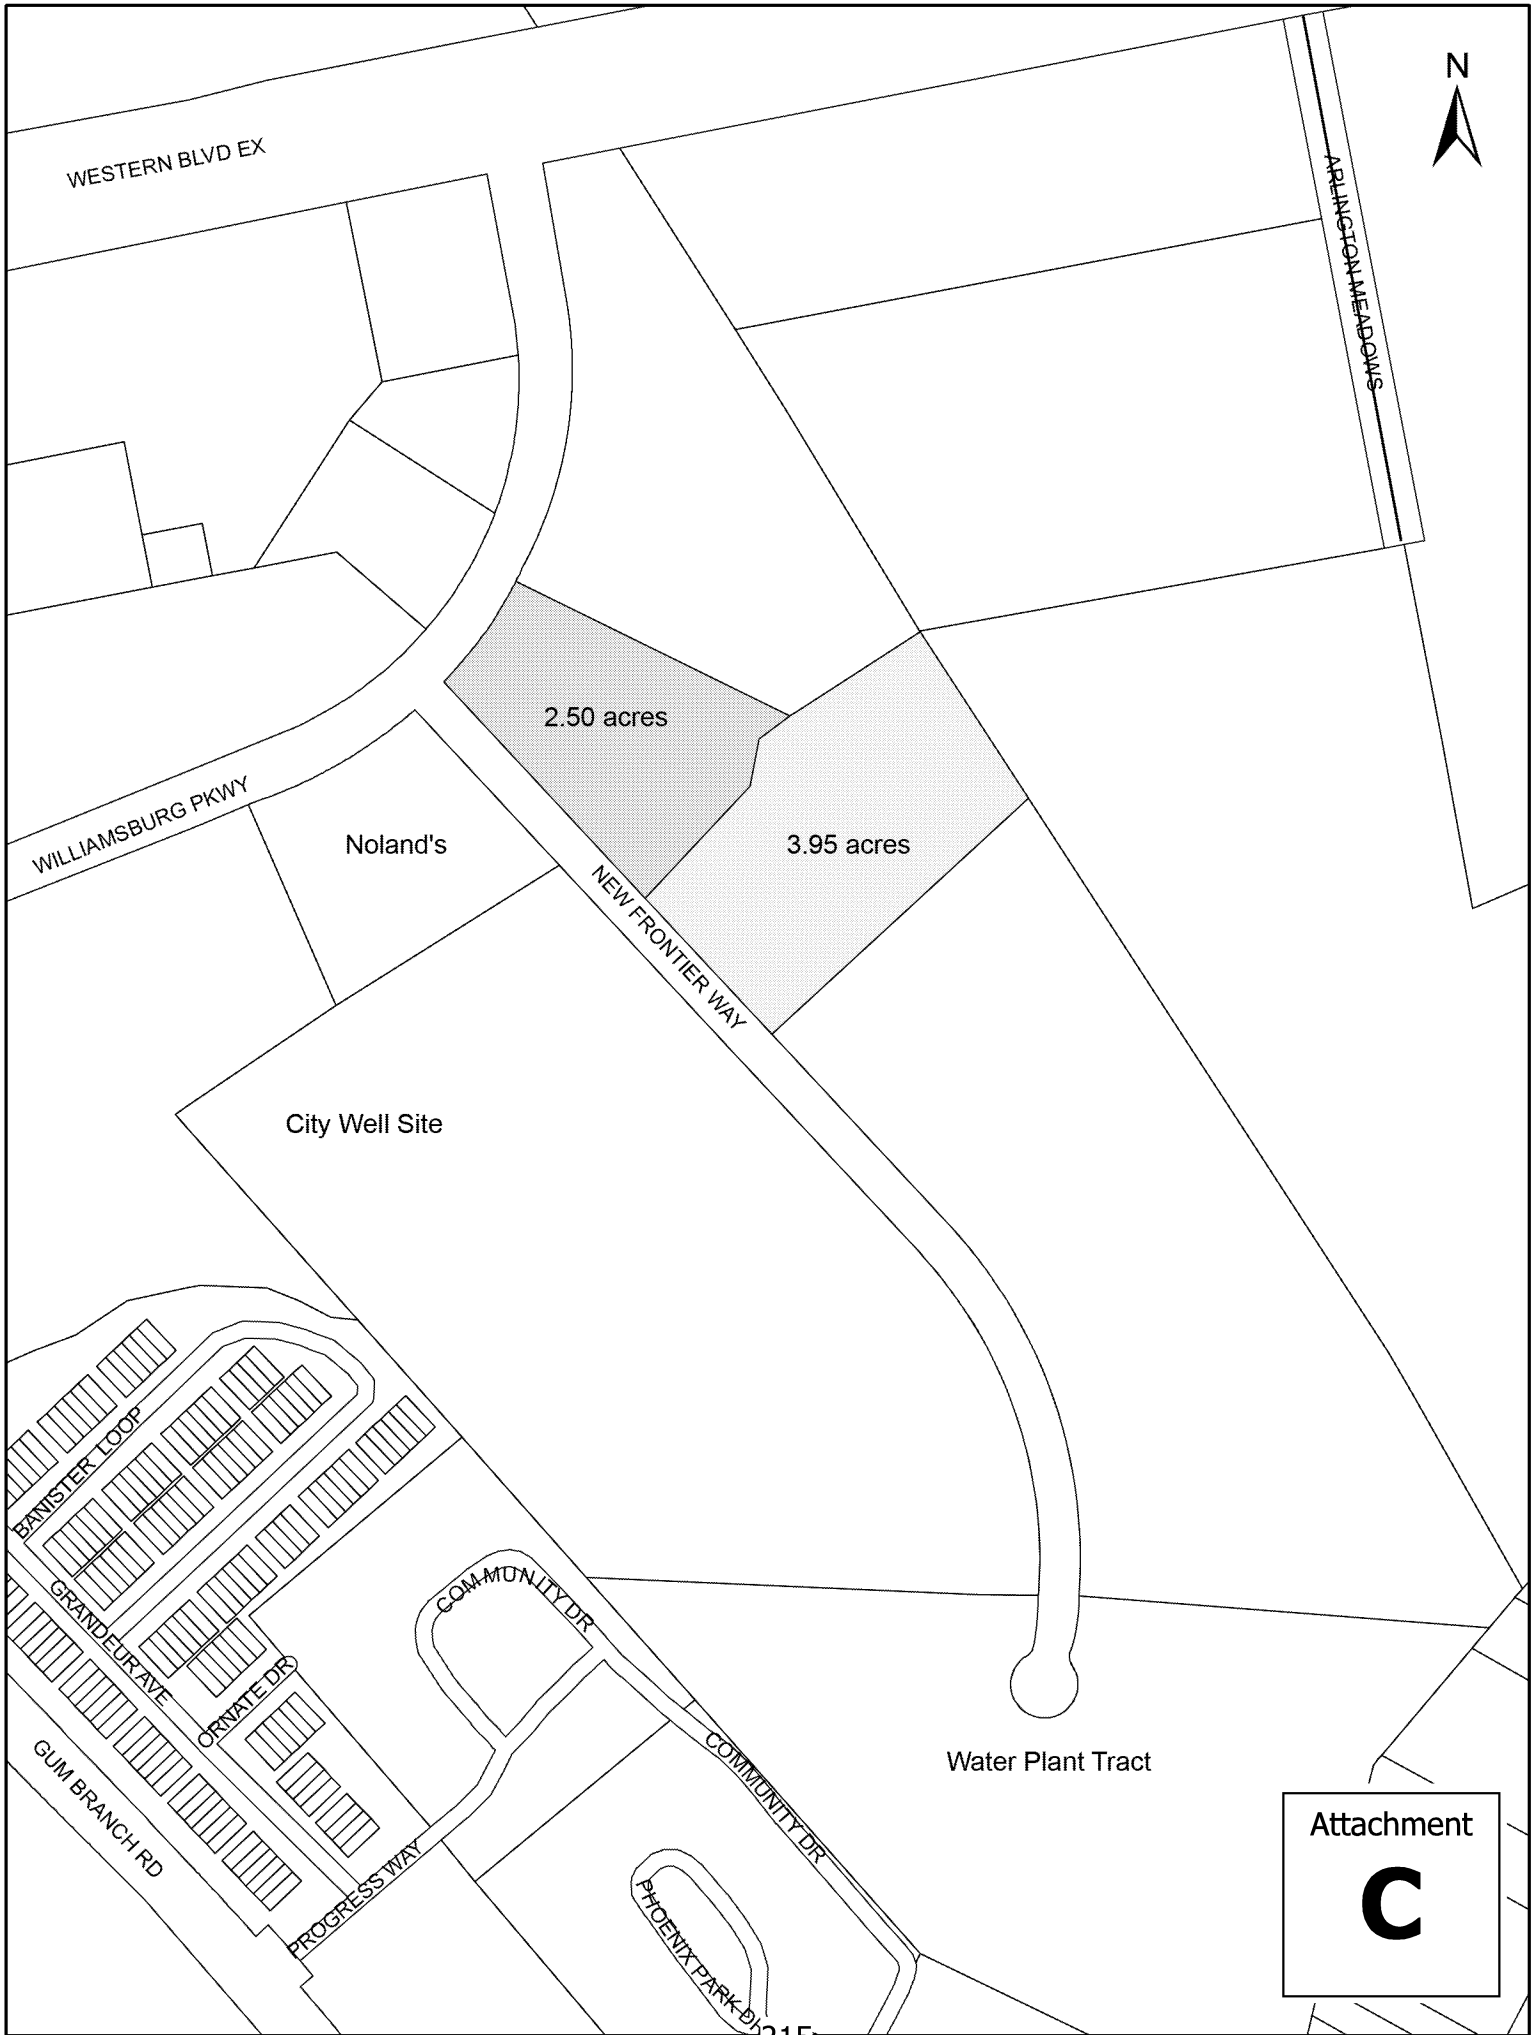 N
WESTERN BLVD EX
ARLINGTON MEADOWS
2.50 acres
WILLIAMSBURG PKWY
Noland's
3.95 acres
NEW FRONTIER WAY
City Well Site
BANISTER LOOP
COMMUNITY DR
GRANDEUR AVE
ORNATE DR
GUM BRANCH RD
COMMUNITY DR
Water Plant Tract
PROGRESS WAY
PHOENIX PARK
Attachment
C